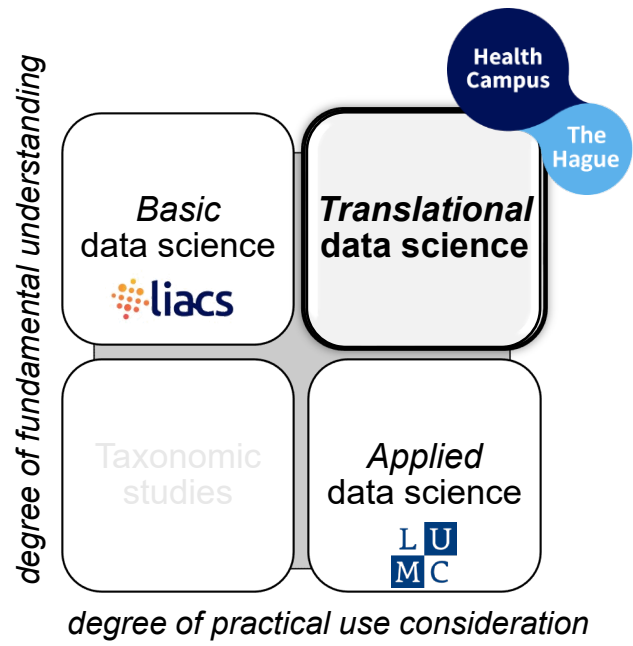 Health
Campus
The
Hague
degree of fundamental understanding
Basic
data science
liacs
Translational
data science
Taxonomic
studies
Applied
data science
L U
M C
degree of practical use consideration